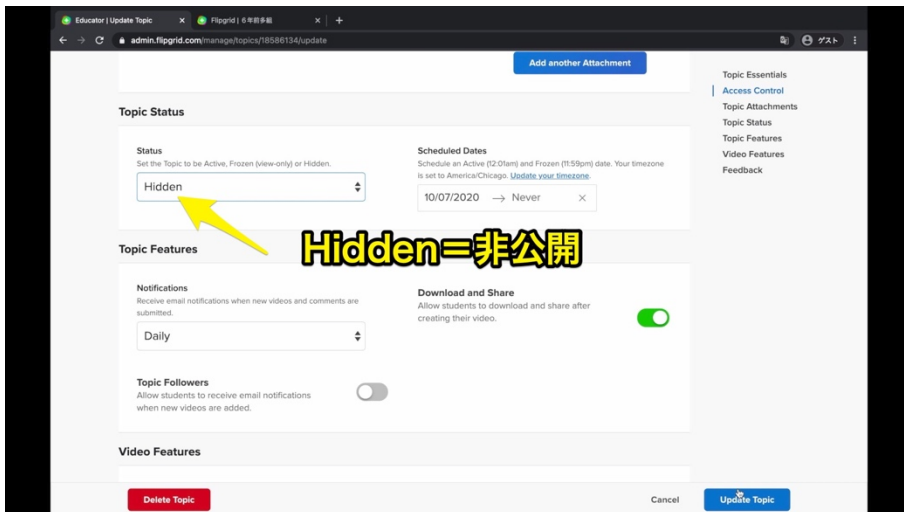 Educator | Update Topic
Flipgrid | 6年前多組
admin.flipgrid.com/manage/topics/18586134/update
ゲスト
Add another Attachment
Topic Essentials
Access Control
Topic Attachments
Topic Status
Topic Features
Video Features
Feedback
Topic Status
Status
Set the Topic to be Active, Frozen (view-only) or Hidden.
Hidden
Scheduled Dates
Schedule an Active (12:01am) and Frozen (11:59pm) date. Your timezone
is set to America/Chicago. Update your timezone.
10/07/2020 → Never
Hidden=非公開
Topic Features
Notifications
Receive email notifications when new videos and comments are
submitted.
Daily
Download and Share
Allow students to download and share after
creating their video.
Topic Followers
Allow students to receive email notifications
when new videos are added.
Video Features
Delete Topic
Cancel
Update Topic